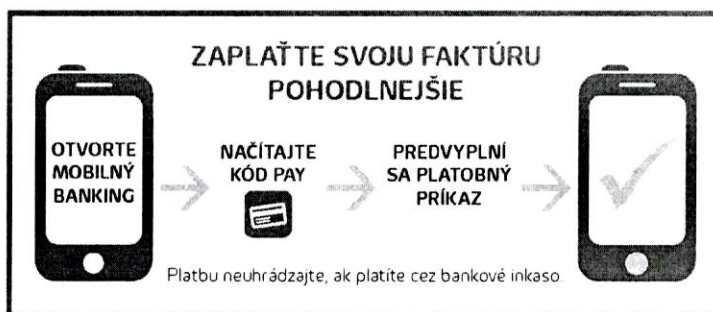 ZAPLAŤTE SVOJU FAKTÚRU
POHODLNEJŠIE
OTVORTE
MOBILNÝ
BANKING
NAČÍTAJTE
KÓD PAY
PREDVYPLNÍ
SA PLATOBNÝ
PRÍKAZ
Platbu neuhrádzajte, ak platíte cez bankové inkaso.